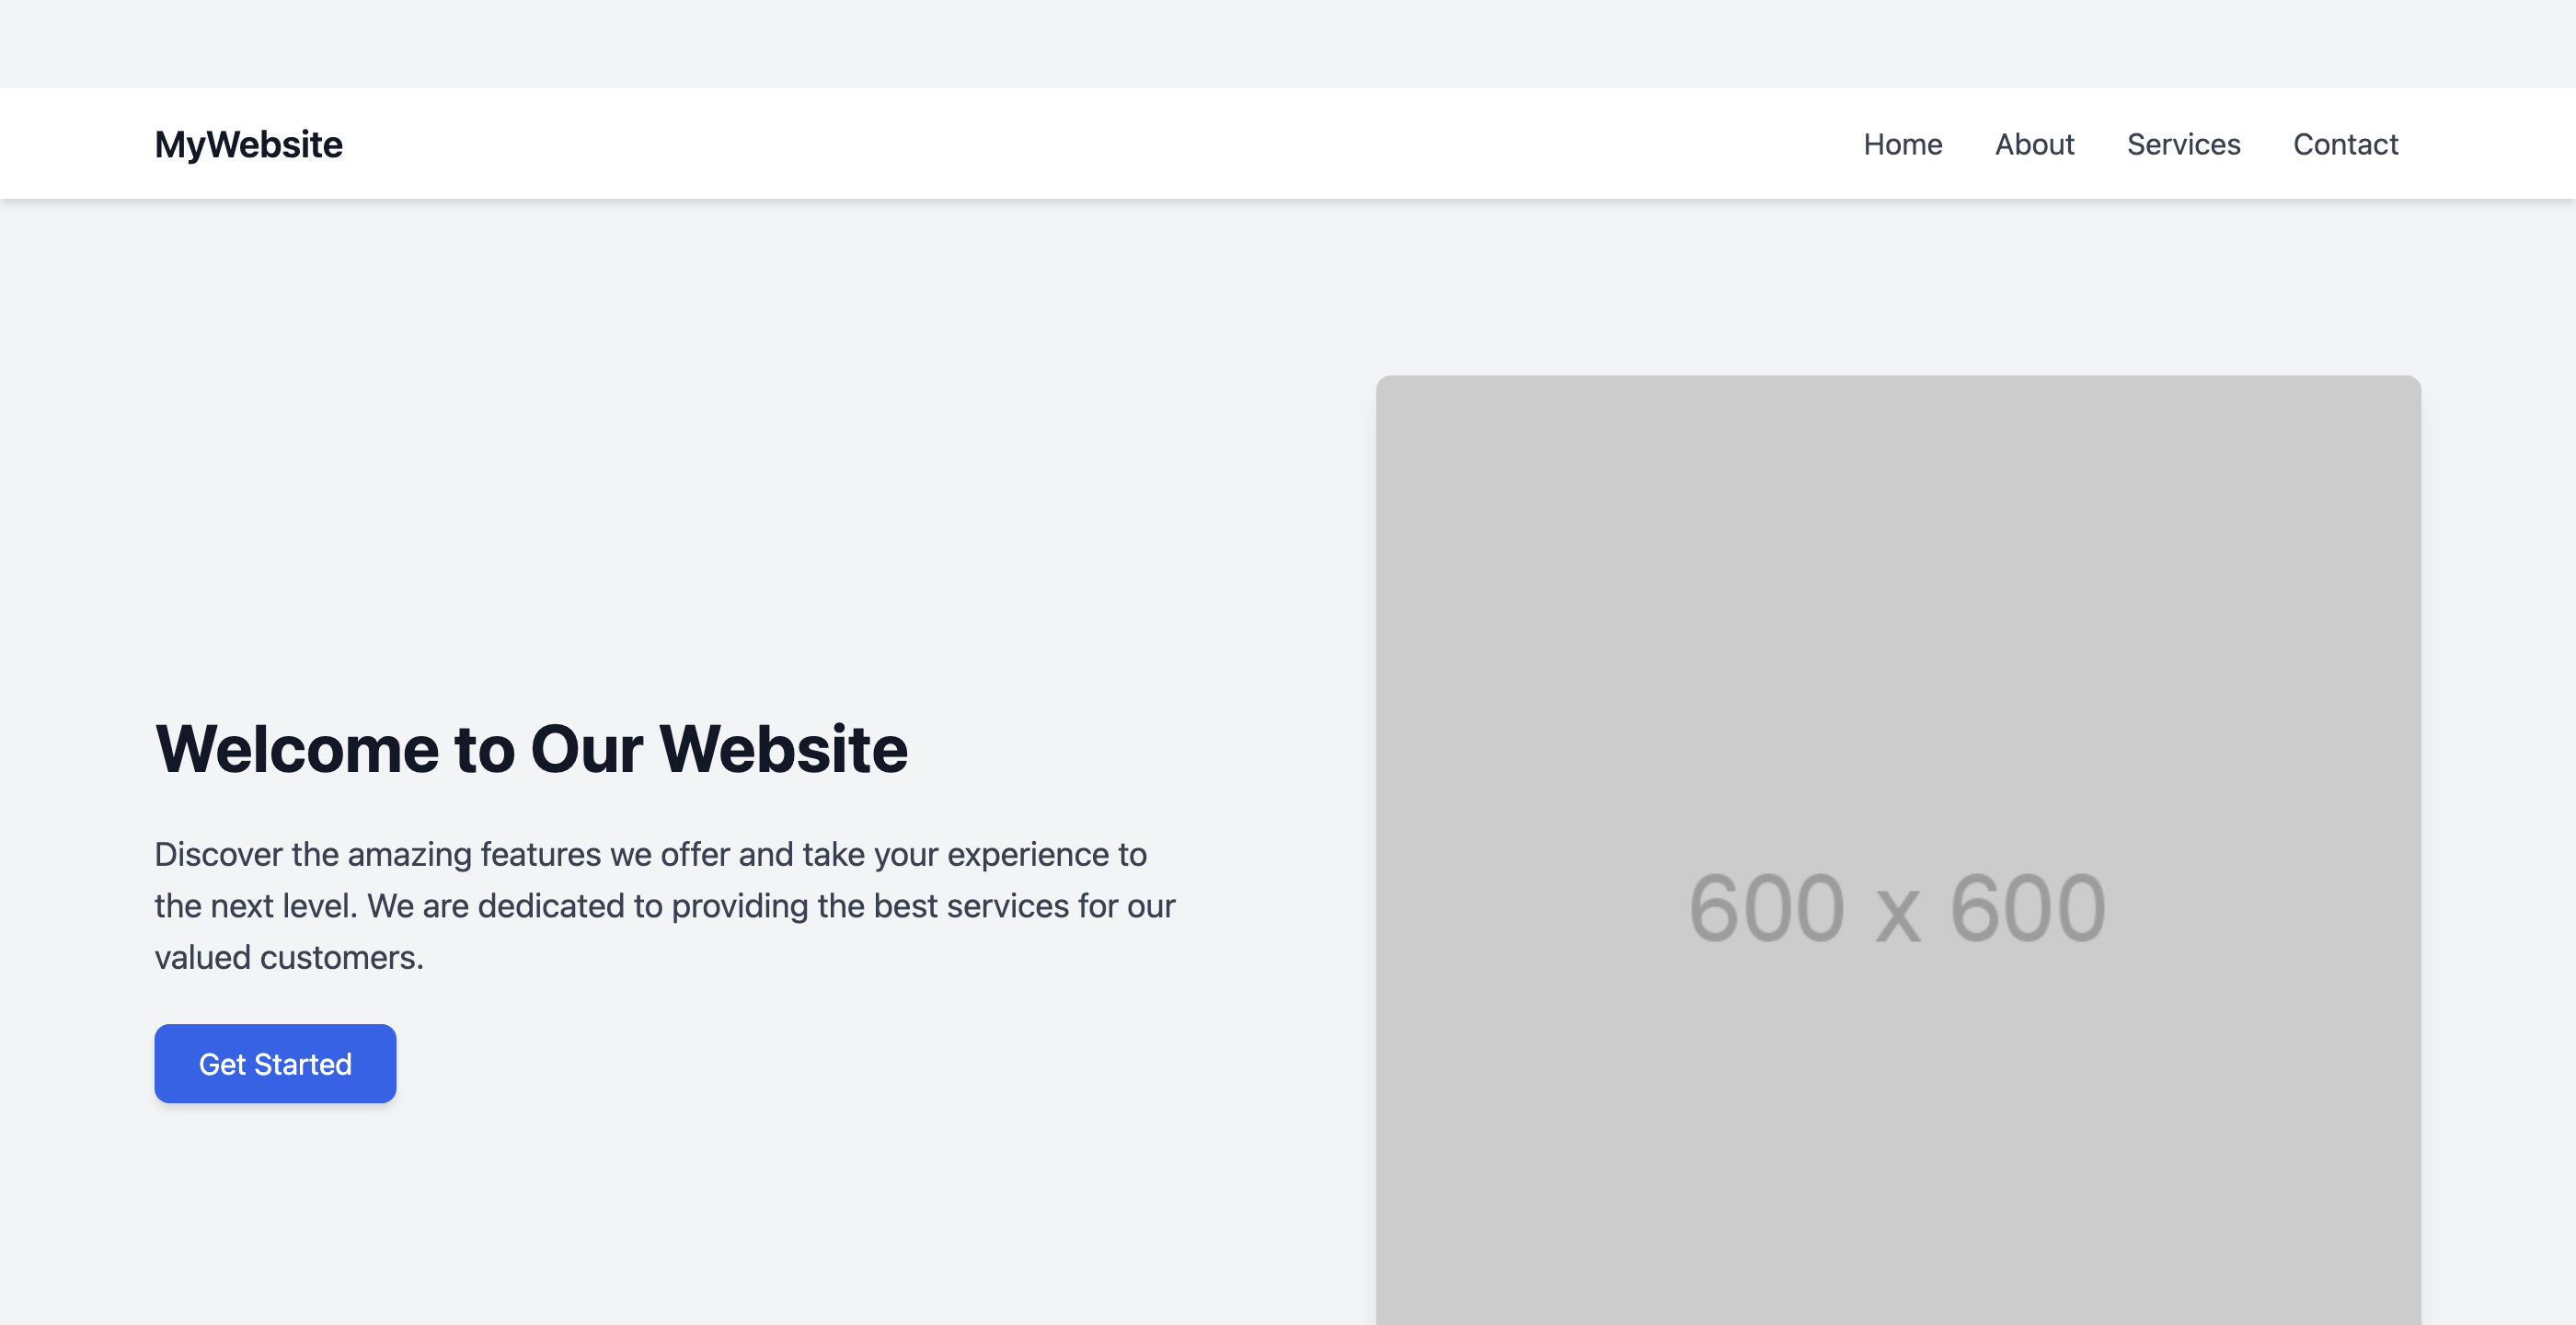 MyWebsite
Home About Services Contact
Welcome to Our Website
Discover the amazing features we offer and take your experience to
the next level. We are dedicated to providing the best services for our
valued customers.
Get Started
600 x 600